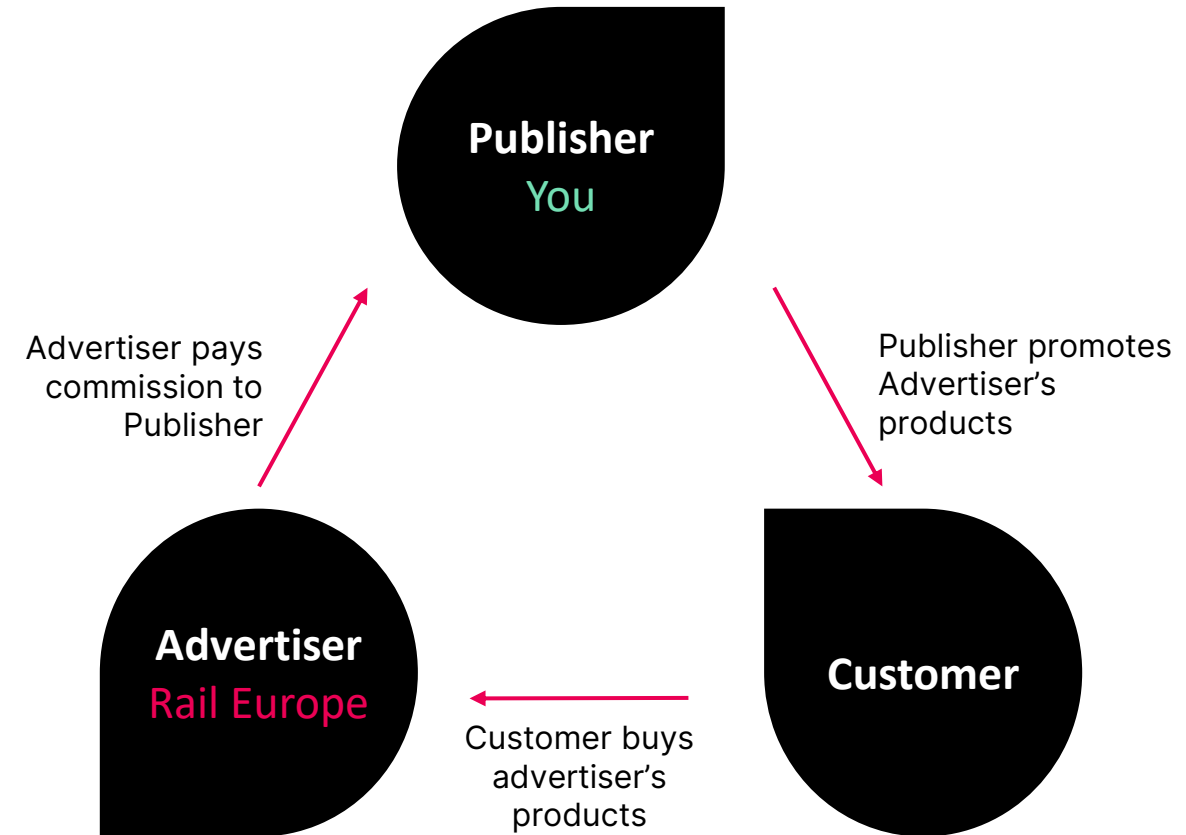 Publisher
You
Advertiser pays
commission to
Publisher
Publisher promotes
Advertiser’s
products
Advertiser
Rail Europe
Customer
Customer buys
advertiser’s
products